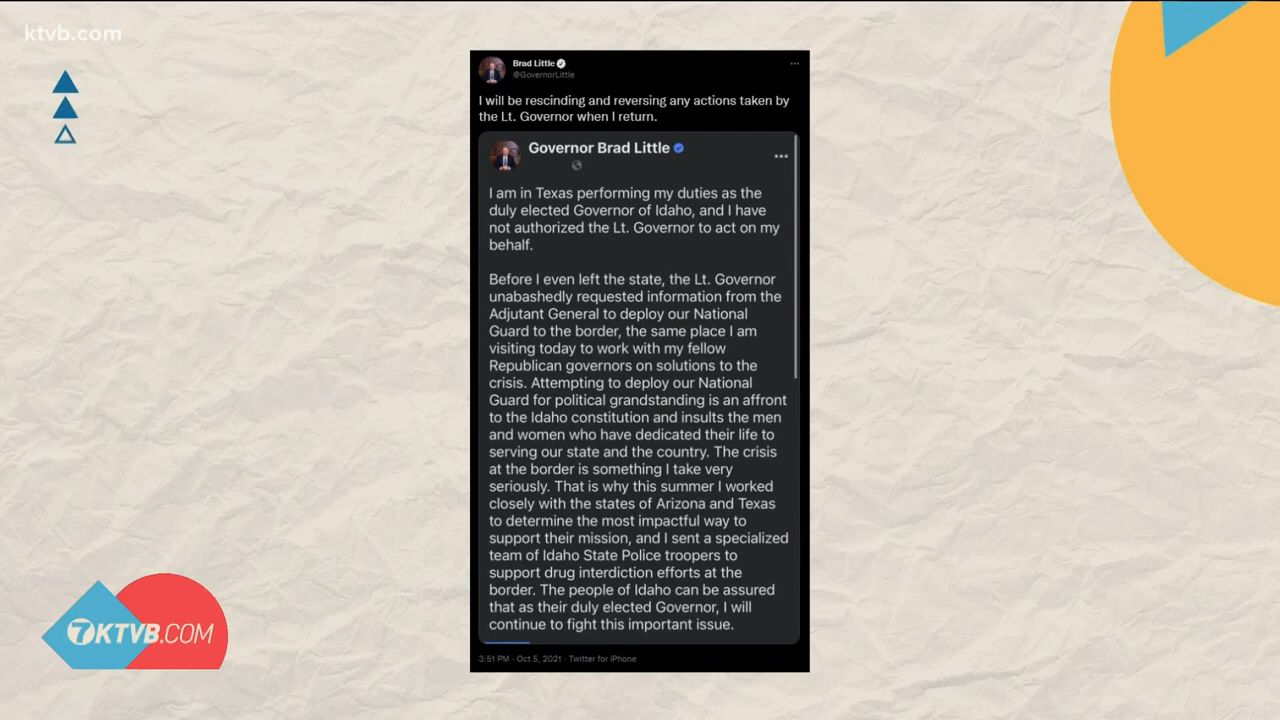 ktvb.com
Brad Little
@GovernorLittle
I will be rescinding and reversing any actions taken by
the Lt. Governor when I return.
Governor Brad Little
I am in Texas performing my duties as the
duly elected Governor of Idaho, and I have
not authorized the Lt. Governor to act on my
behalf.
Before I even left the state, the Lt. Governor
unabashedly requested information from the
Adjutant General to deploy our National
Guard to the border, the same place I am
visiting today to work with my fellow
Republican governors on solutions to the
crisis. Attempting to deploy our National
Guard for political grandstanding is an affront
to the Idaho constitution and insults the men
and women who have dedicated their life to
serving our state and the country. The crisis
at the border is something I take very
seriously. That is why this summer I worked
closely with the states of Arizona and Texas
to determine the most impactful way to
support their mission, and I sent a specialized
team of Idaho State Police troopers to
support drug interdiction efforts at the
border. The people of Idaho can be assured
that as their duly elected Governor, I will
continue to fight this important issue.
3:51 PM · Oct 5, 2021 · Twitter for iPhone
7KTVB.COM